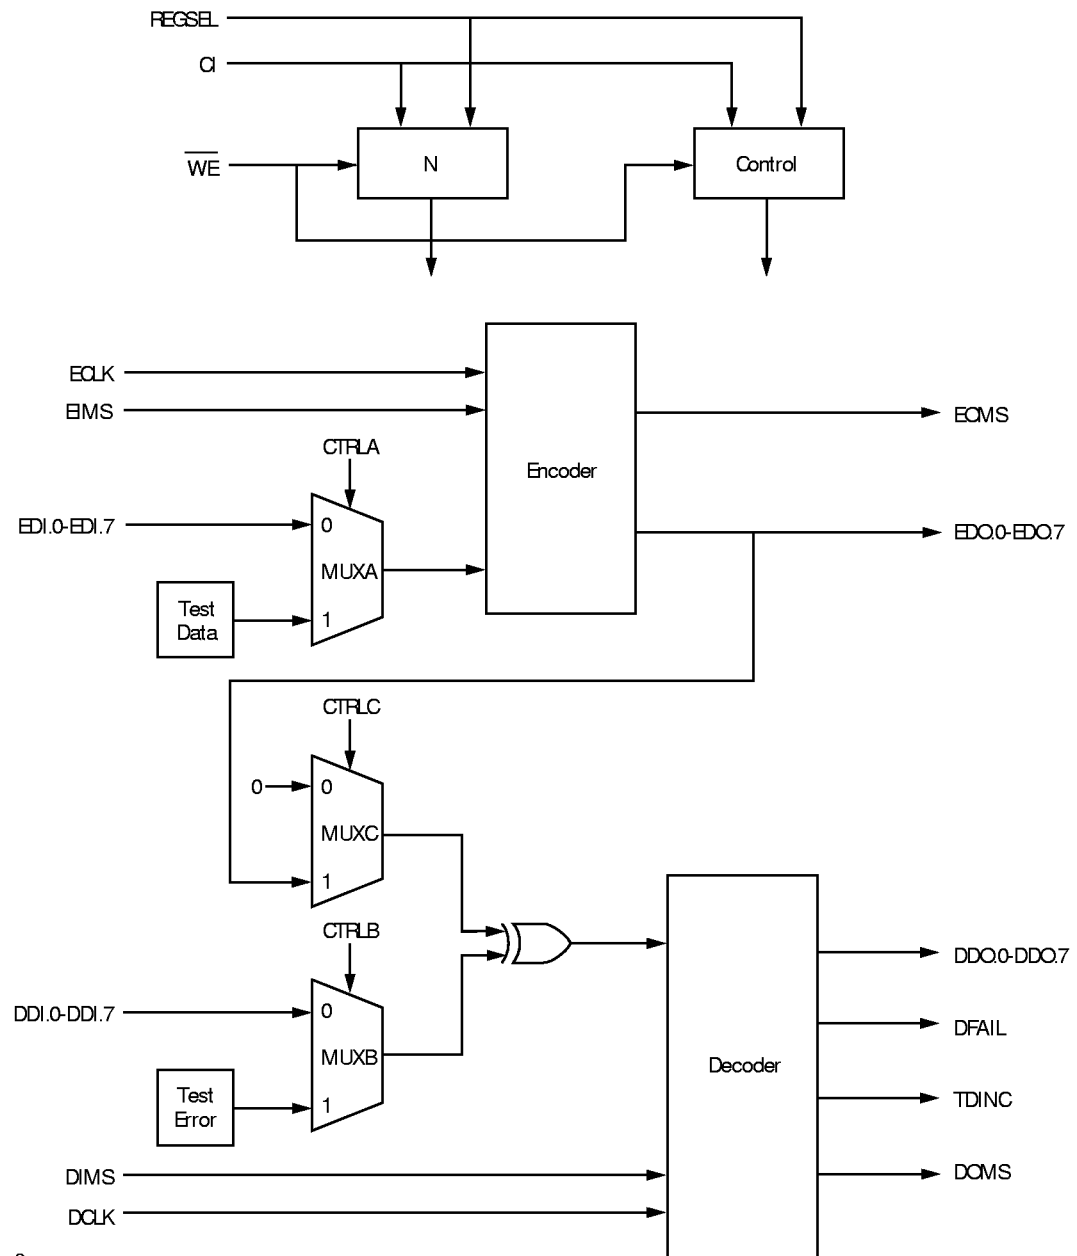 REGSEL
CI
WE
N
Control
ECLK
EIMS
CTRLA
Encoder
EOMS
EDI.0-EDI.7
0
EDO.0-EDO.7
MUXA
Test
Data
1
CTRLC
0
0
MUXC
1
CTRLB
DDO.0-DDO.7
DDI.0-DDI.7
0
DFAIL
MUXB
Decoder
Test
Error
1
TDINC
DIMS
DOMS
DCLK